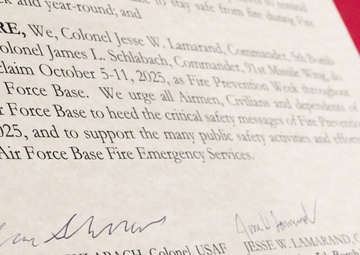 and year-round; and
RE, We, Colonel Jesse W. Lamarand, Commander, 5th Bomb
olonel James L. Schlabach, Commander, 91st Missile Wing, do
laim October 5-11, 2025, as Fire Prevention Week throughout
Force Base. We urge all Airmen, Civilians and dependents of
r Force Base to heed the critical safety messages of Fire Prevention
025, and to support the many public safety activities and efforts
Air Force Base Fire Emergency Services.
ABACH, Colonel, USAF JESSE W. LAMARAND, C